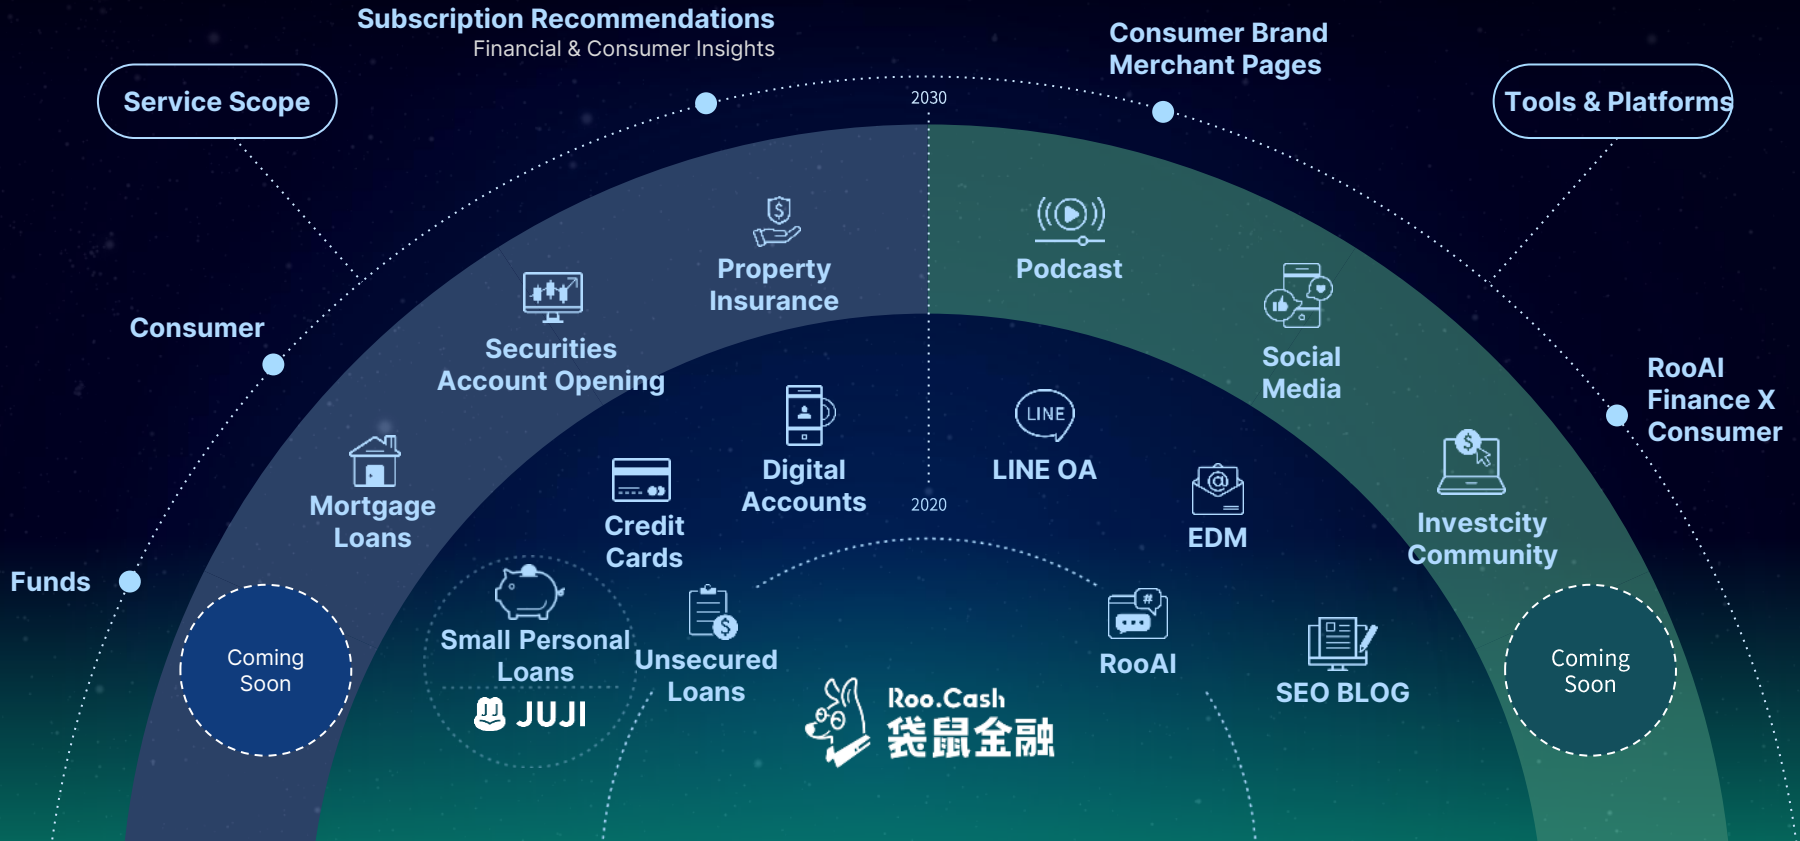 Subscription Recommendations
Financial & Consumer Insights
Consumer Brand
Merchant Pages
Service Scope
Tools & Platforms
2030
Property
Insurance
Podcast
Consumer
Securities
Account Opening
Social
Media
RooAI
Finance X
Consumer
Mortgage
Loans
Digital
Accounts
LINE
LINE OA
2020
Credit
Cards
EDM
Investcity
Community
Funds
Coming
Soon
Small Personal
Loans
JUJI
Unsecured
Loans
Roo.Cash
袋鼠金融
RooAI
SEO BLOG
Coming
Soon